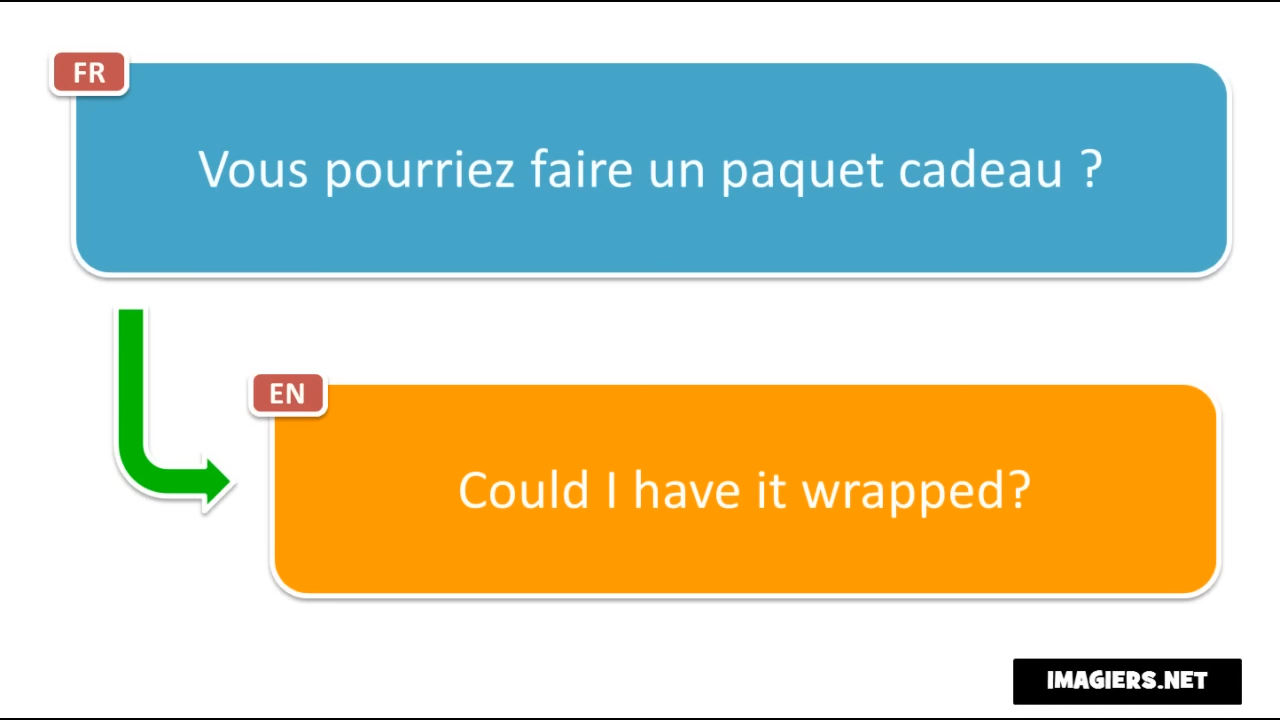 FR
Vous pourriez faire un paquet cadeau ?
EN
Could I have it wrapped?
IMAGIERS.NET